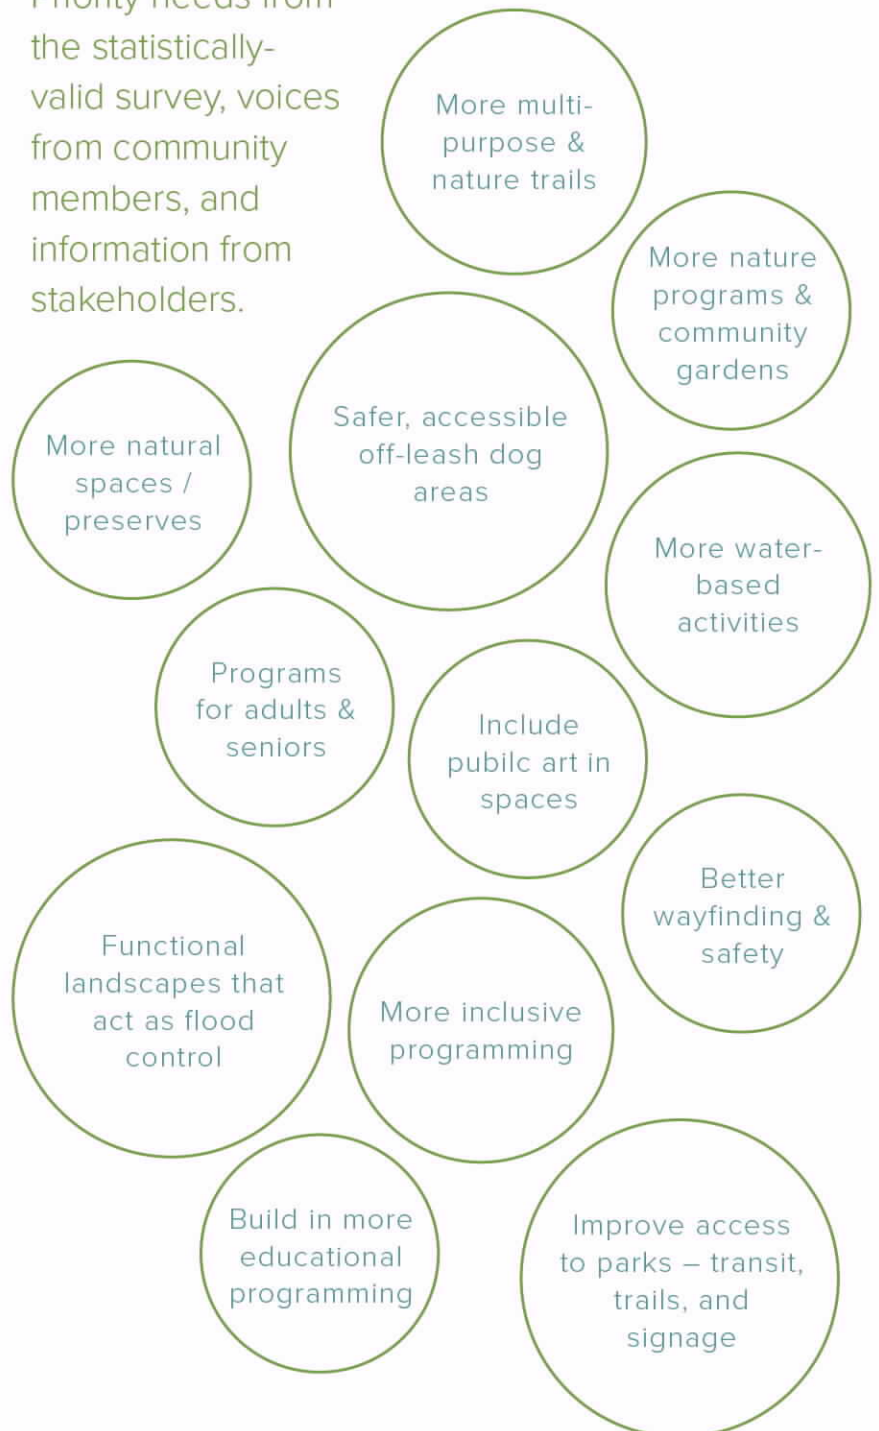 Priority needs from
the statistically-
valid survey, voices
from community
members, and
information from
stakeholders.
More multi-
purpose &
nature trails
More nature
programs &
community
gardens
Safer, accessible
off-leash dog
areas
More natural
spaces /
preserves
More water-
based
activities
Programs
for adults &
seniors
Include
pubilc art in
spaces
Better
wayfinding &
safety
Functional
landscapes that
act as flood
control
More inclusive
programming
Build in more
educational
programming
Improve access
to parks – transit,
trails, and
signage